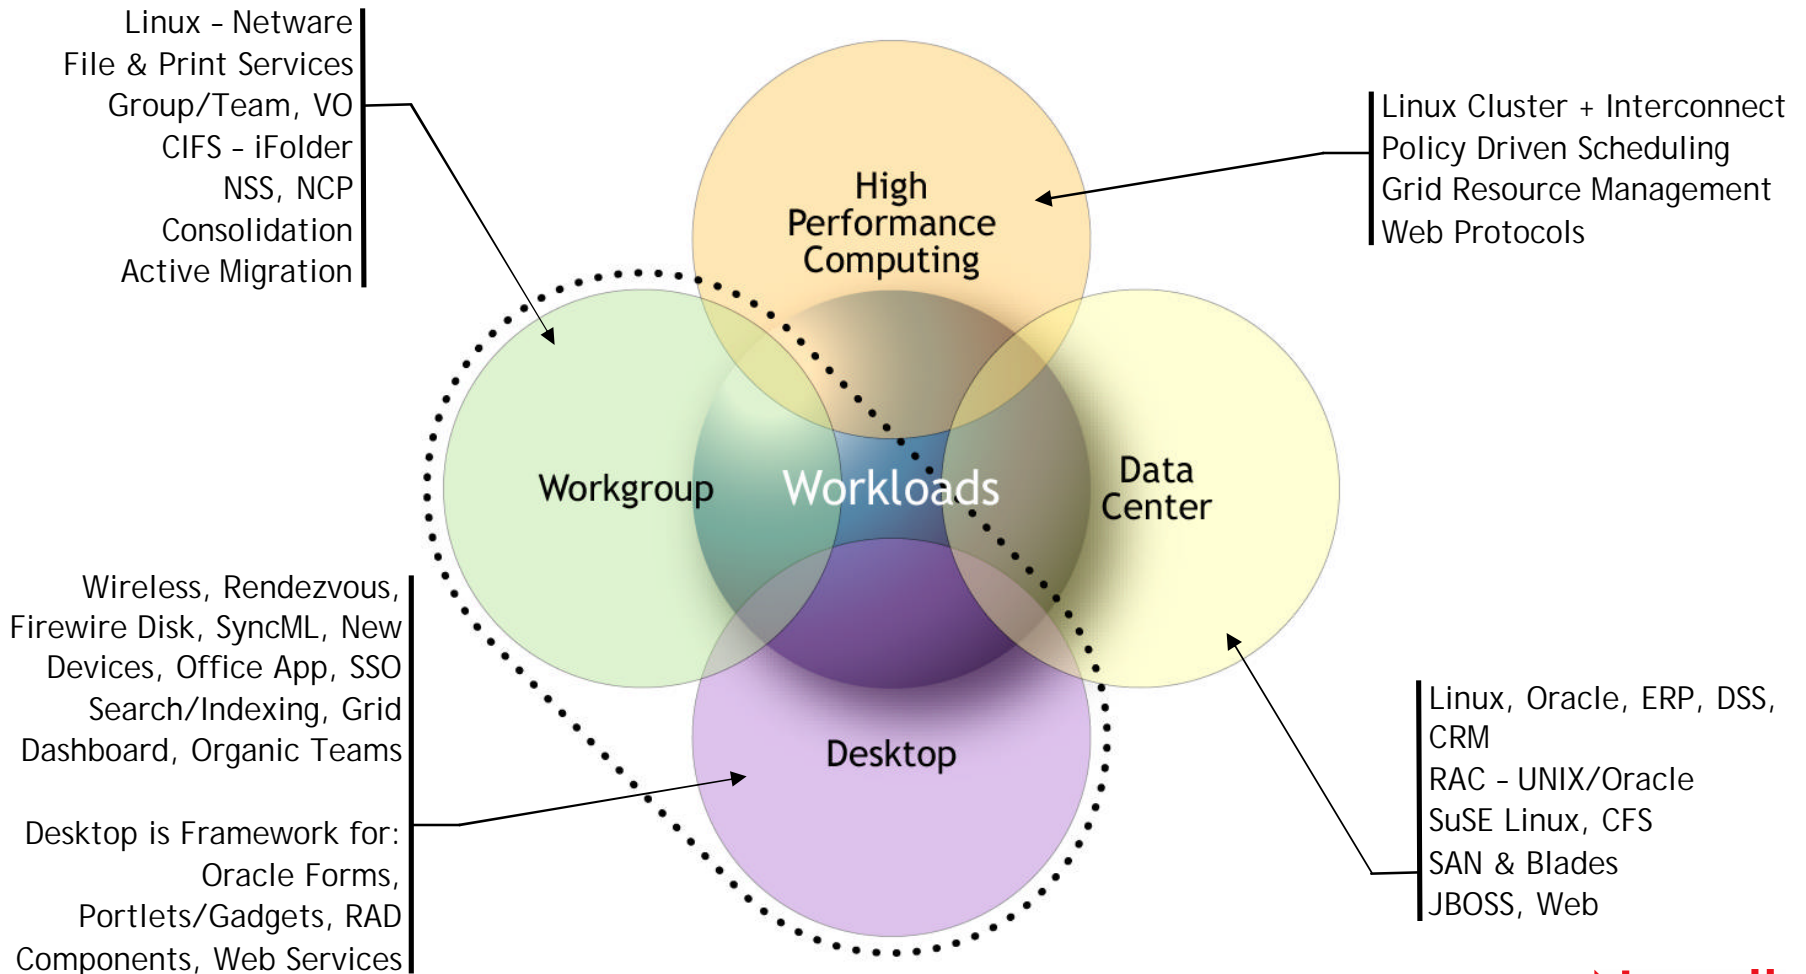 Linux – Netware
File & Print Services
Group/Team, VO
CIFS – iFolder
NSS, NCP
Consolidation
Active Migration
High
Performance
Computing
Linux Cluster + Interconnect
Policy Driven Scheduling
Grid Resource Management
Web Protocols
Workgroup
Workloads
Data
Center
Desktop
Wireless, Rendezvous,
Firewire Disk, SyncML, New
Devices, Office App, SSO
Search/Indexing, Grid
Dashboard, Organic Teams
Desktop is Framework for:
Oracle Forms,
Portlets/Gadgets, RAD
Components, Web Services
Linux, Oracle, ERP, DSS,
CRM
RAC – UNIX/Oracle
SuSE Linux, CFS
SAN & Blades
JBOSS, Web